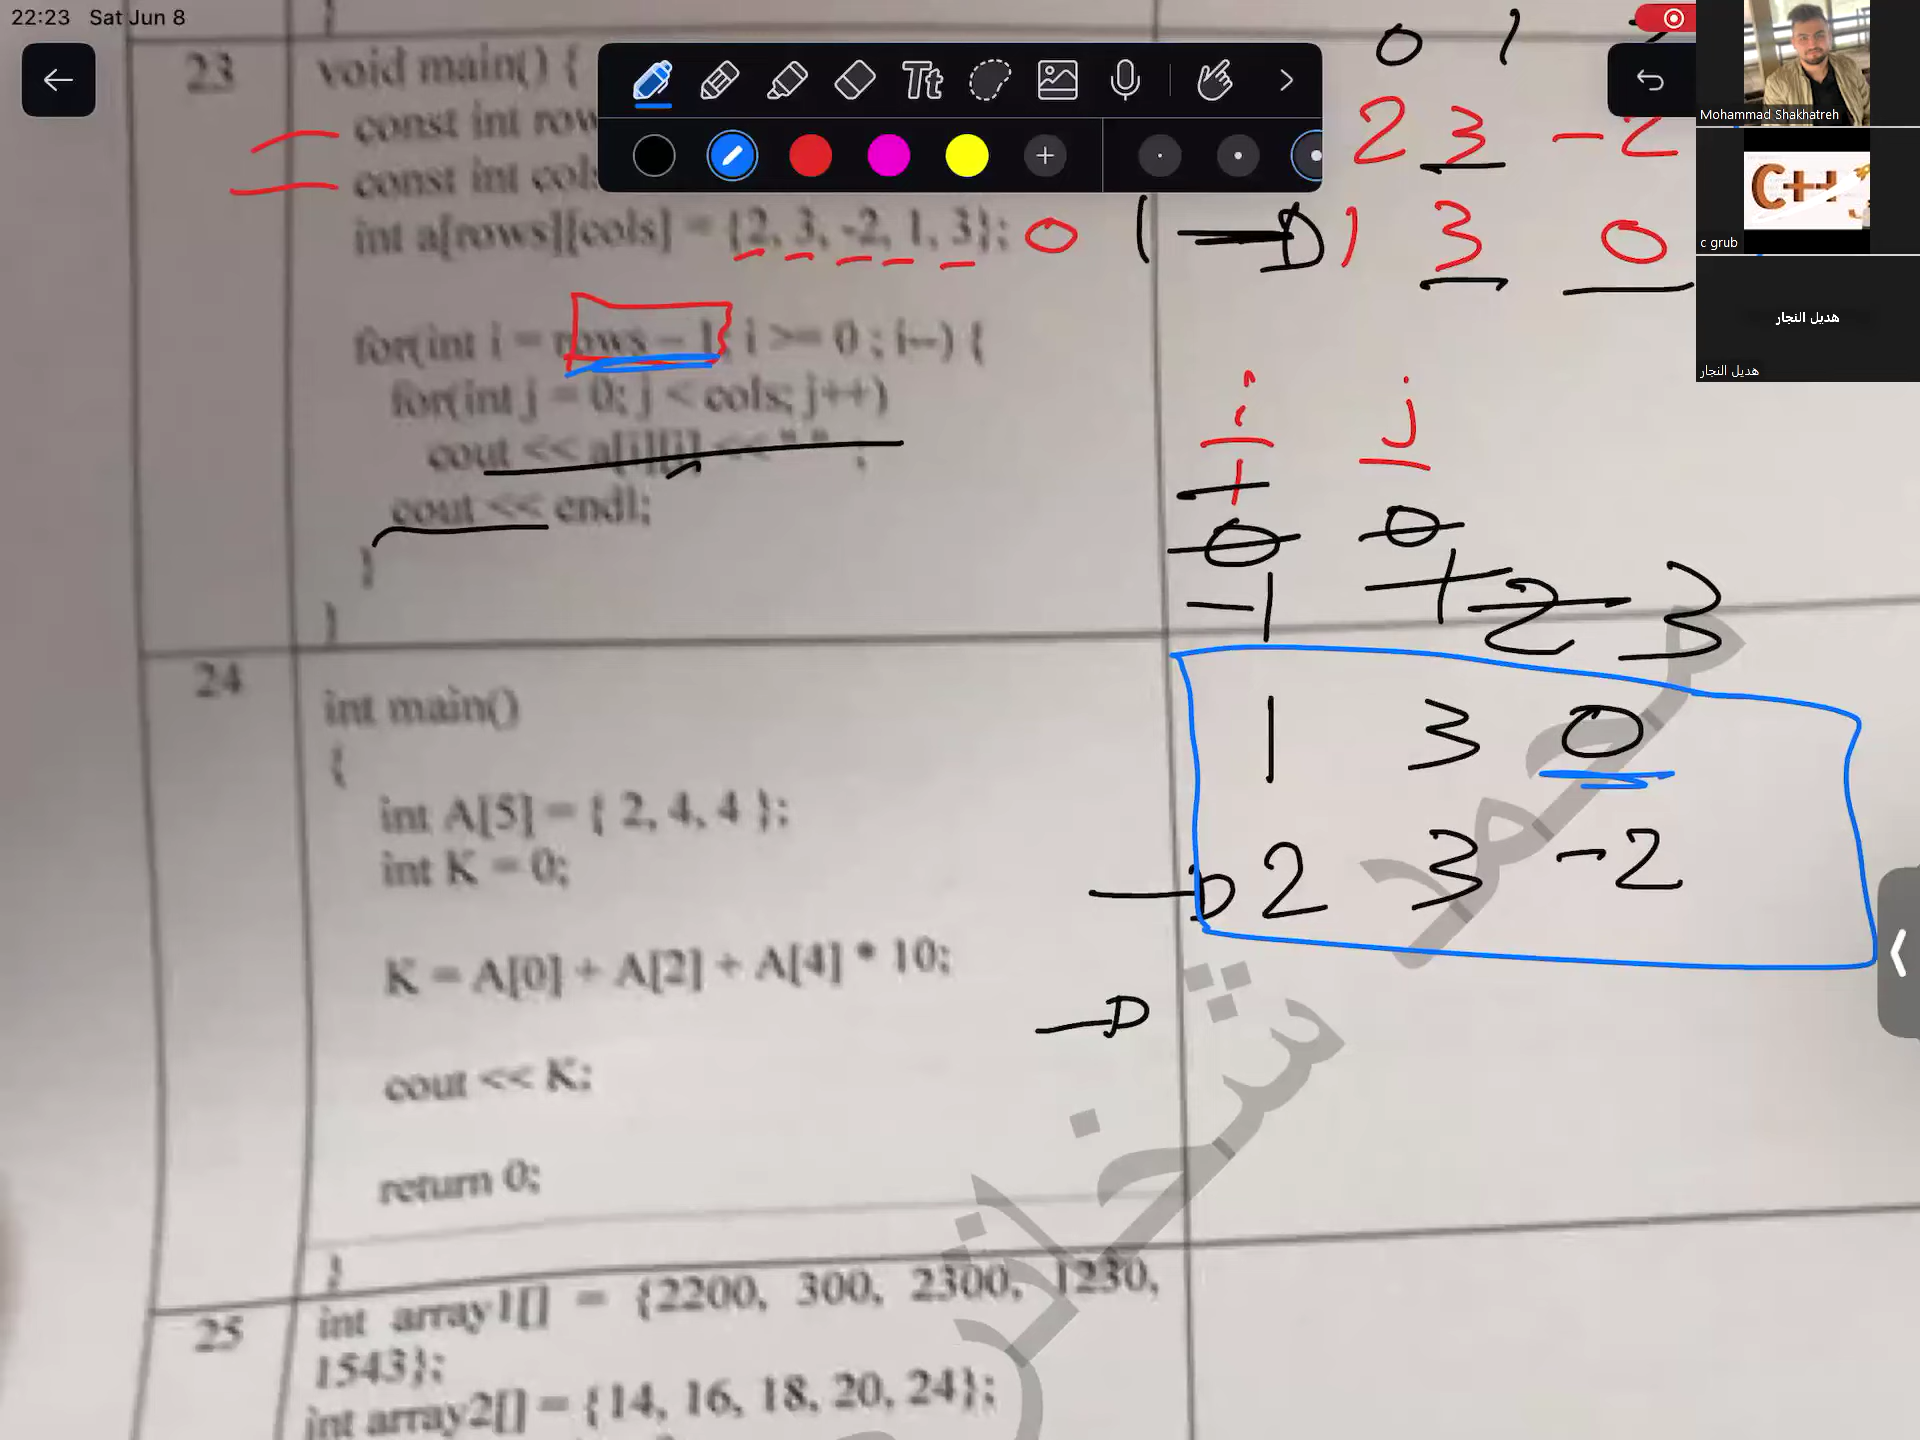 22:23 Sat Jun 8
23
void main() {
const int row
const int col
int a[rows][cols] = {2, 3, -2, 1, 3}; 0
for(int i = rows - 1; i >= 0 ; i--) {
for(int j = 0; j < cols; j++)
cout << a[i][j] << " " ;
cout << endl;
}
}
0 1
2 3 -2
1 1 3 0
i j
1
0 0
-1 1 2 3
1 3 0
2 3 -2
24
int main()
{
int A[5] = { 2, 4, 4 };
int K = 0;
K = A[0] + A[2] + A[4] * 10;
cout << K;
return 0;
}
25
int array1[] = {2200, 300, 2300, 1230,
1543};
int array2[] = {14, 16, 18, 20, 24};
Tt
Mohammad Shakhatreh
C++
c grub
هديل النجار
هديل النجار
محمد